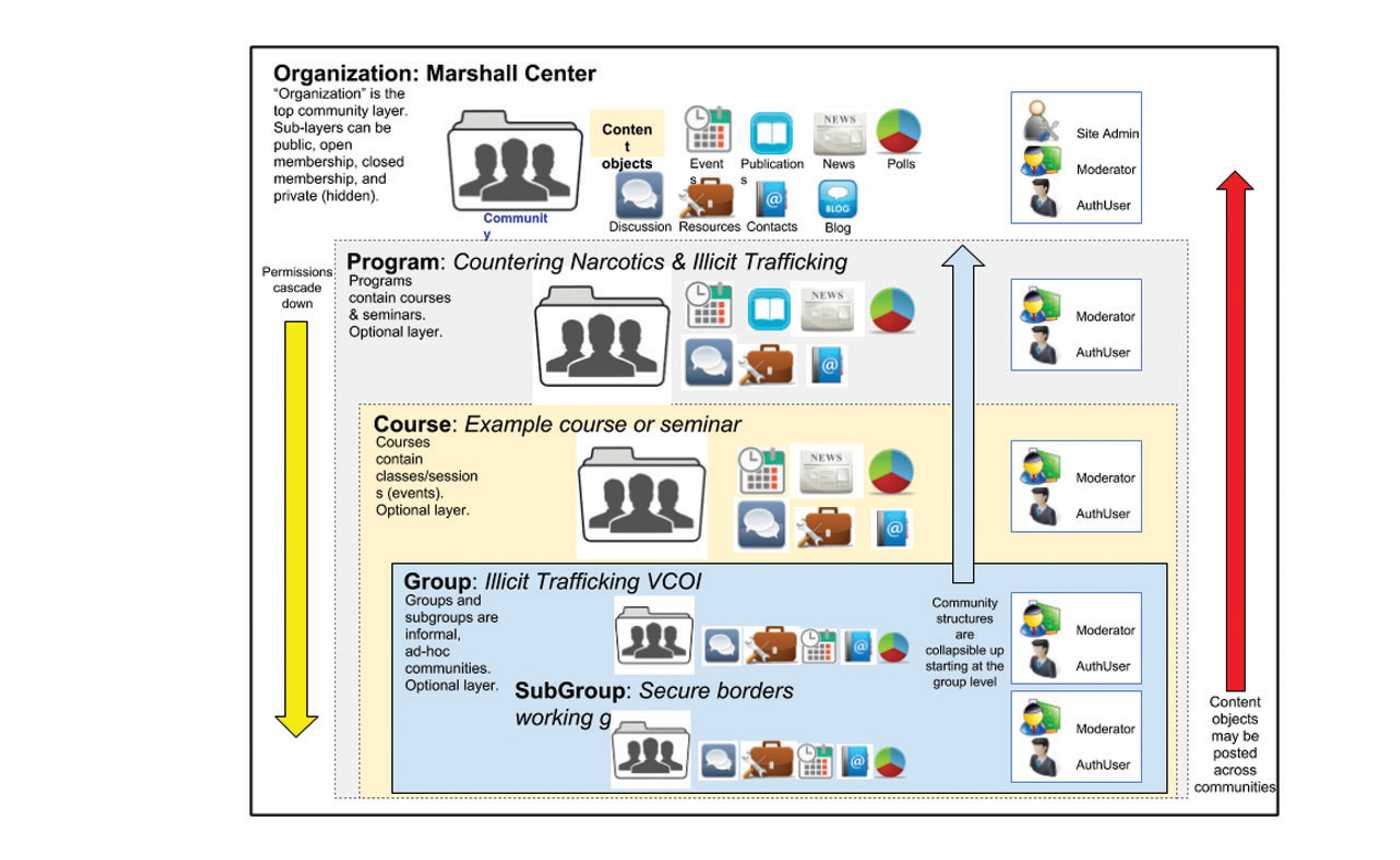 Organization: Marshall Center
“Organization” is the
top community layer.
Sub-layers can be
public, open
membership, closed
membership, and
private (hidden).
Communit
y
Conten
t
objects
Event
s
Publication
s
NEWS
News
Polls
Discussion
Resources
@
Contacts
BLOG
Blog
Site Admin
Moderator
AuthUser
Permissions
cascade
down
Program: Countering Narcotics & Illicit Trafficking
Programs
contain courses
& seminars.
Optional layer.
NEWS
@
Moderator
AuthUser
Course: Example course or seminar
Courses
contain
classes/session
s (events).
Optional layer.
NEWS
@
Moderator
AuthUser
Group: Illicit Trafficking VCOI
Groups and
subgroups are
informal,
ad-hoc
communities.
Optional layer.
@
Community
structures
are
collapsible up
starting at the
group level
Moderator
AuthUser
SubGroup: Secure borders
working g
@
Moderator
AuthUser
Content
objects
may be
posted
across
communities